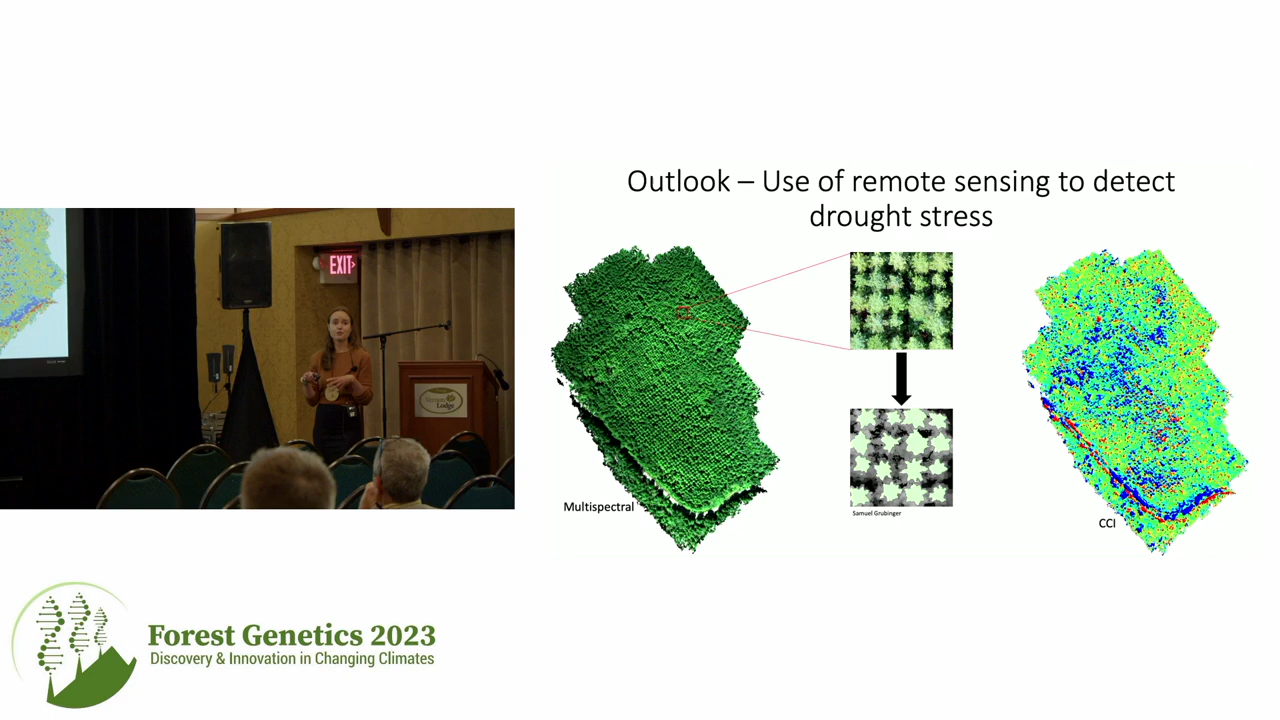 Outlook – Use of remote sensing to detect
drought stress
EXIT
Lodge
Multispectral
Samuel Grubinger
CCI
Forest Genetics 2023
Discovery & Innovation in Changing Climates